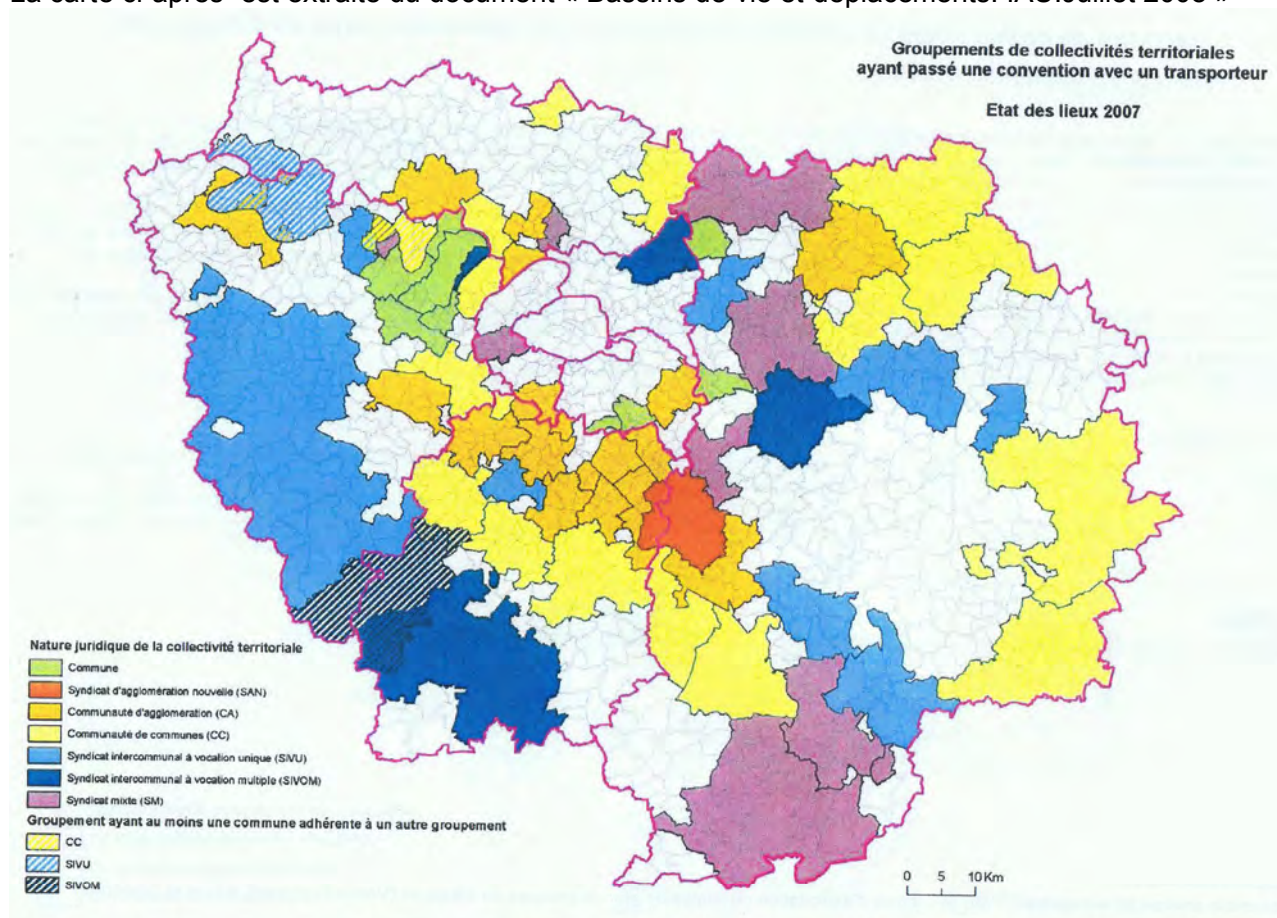 La carte ci-après est extraite du document « Bassins de vie et déplacements. IAU.Juillet 2008 »
Groupements de collectivités territoriales
ayant passé une convention avec un transporteur
Etat des lieux 2007
Nature juridique de la collectivité territoriale
Commune
Syndicat d'agglomération nouvelle (SAN)
Communauté d'agglomération (CA)
Communauté de communes (CC)
Syndicat intercommunal à vocation unique (SIVU)
Syndicat intercommunal à vocation multiple (SIVOM)
Syndicat mixte (SM)
Groupement ayant au moins une commune adhérente à un autre groupement
CC
SIVU
SIVOM
0 5 10 Km